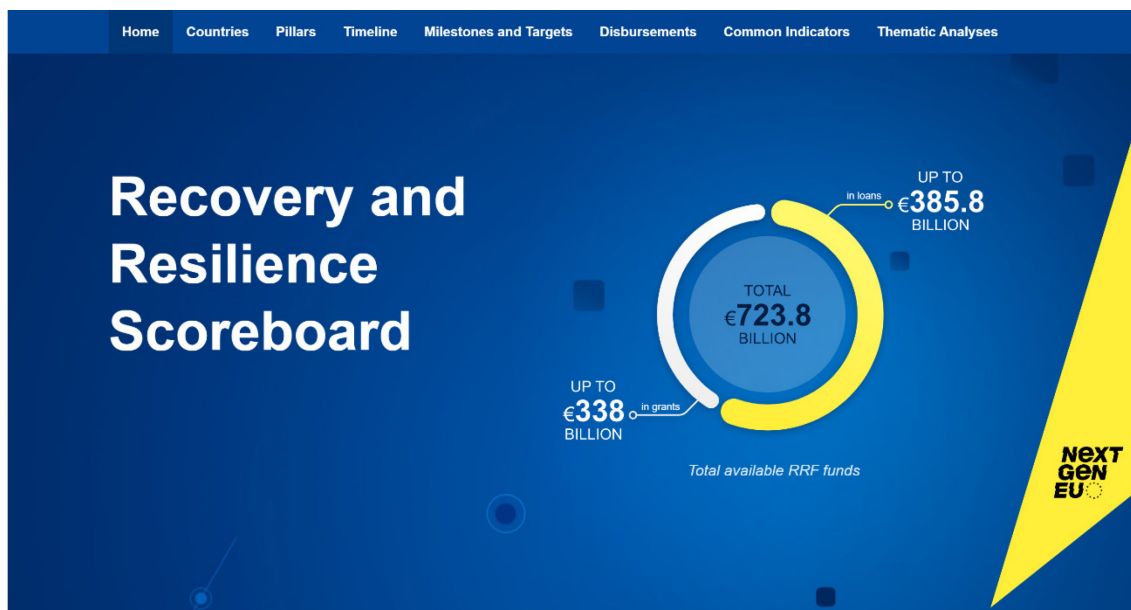 Home Countries Pillars Timeline Milestones and Targets Disbursements Common Indicators Thematic Analyses
Recovery and
Resilience
Scoreboard
UP TO
in loans €385.8
BILLION
TOTAL
€723.8
BILLION
UP TO
€338 in grants
BILLION
Total available RRF funds
NEXT
GEN
EU